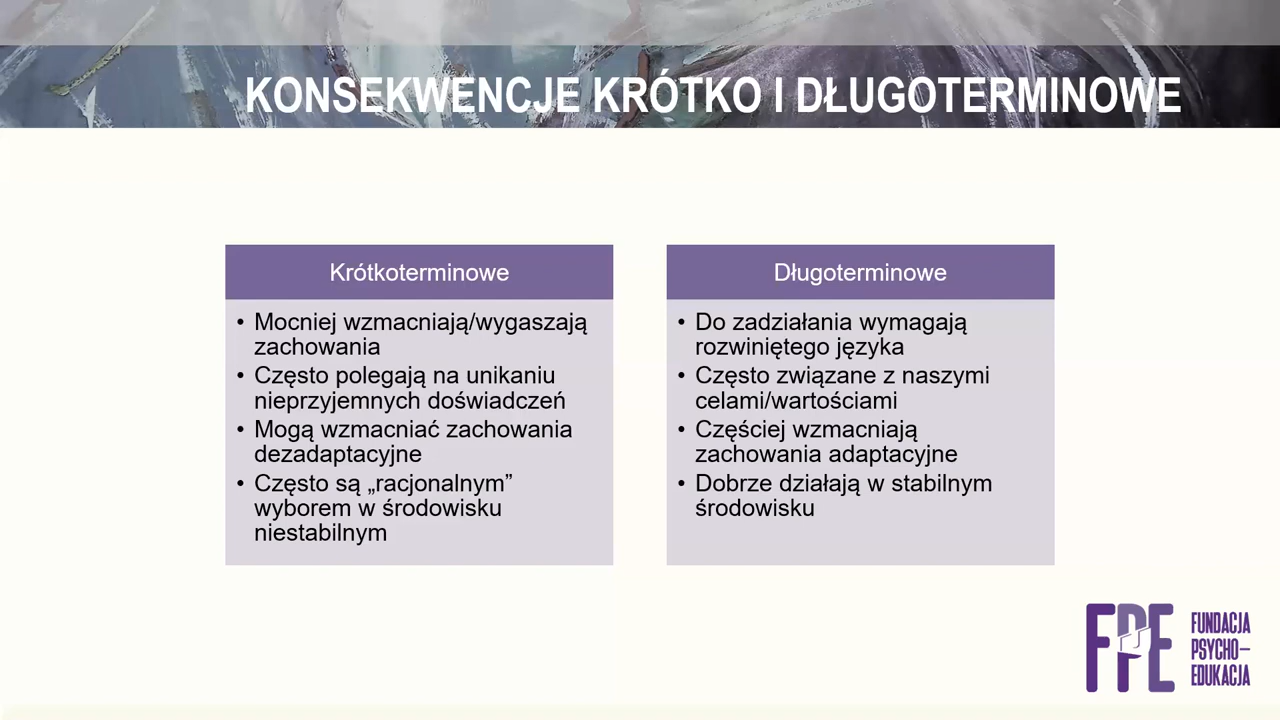 KONSEKWENCJE KRÓTKO I DŁUGOTERMINOWE
Krótkoterminowe
• Mocniej wzmacniają/wygaszają
zachowania
• Często polegają na unikaniu
nieprzyjemnych doświadczeń
• Mogą wzmacniać zachowania
dezadaptacyjne
• Często są „racjonalnym”
wyborem w środowisku
niestabilnym
Długoterminowe
• Do zadziałania wymagają
rozwiniętego języka
• Często związane z naszymi
celami/wartościami
• Częściej wzmacniają
zachowania adaptacyjne
• Dobrze działają w stabilnym
środowisku
FPE
FUNDACJA
PSYCHO–
EDUKACJA